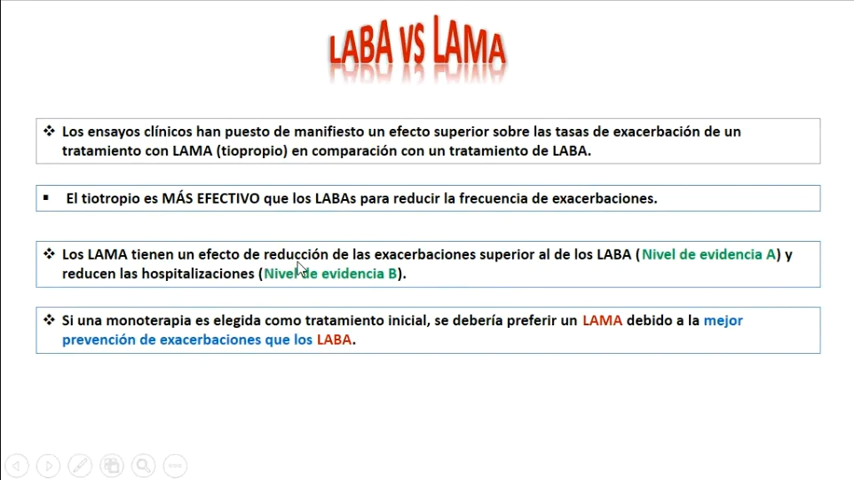 LABA VS LAMA
❖ Los ensayos clínicos han puesto de manifiesto un efecto superior sobre las tasas de exacerbación de un
tratamiento con LAMA (tiopropio) en comparación con un tratamiento de LABA.
▪ El tiotropio es MÁS EFECTIVO que los LABAs para reducir la frecuencia de exacerbaciones.
❖ Los LAMA tienen un efecto de reducción de las exacerbaciones superior al de los LABA (Nivel de evidencia A) y
reducen las hospitalizaciones (Nivel de evidencia B).
❖ Si una monoterapia es elegida como tratamiento inicial, se debería preferir un LAMA debido a la mejor
prevención de exacerbaciones que los LABA.